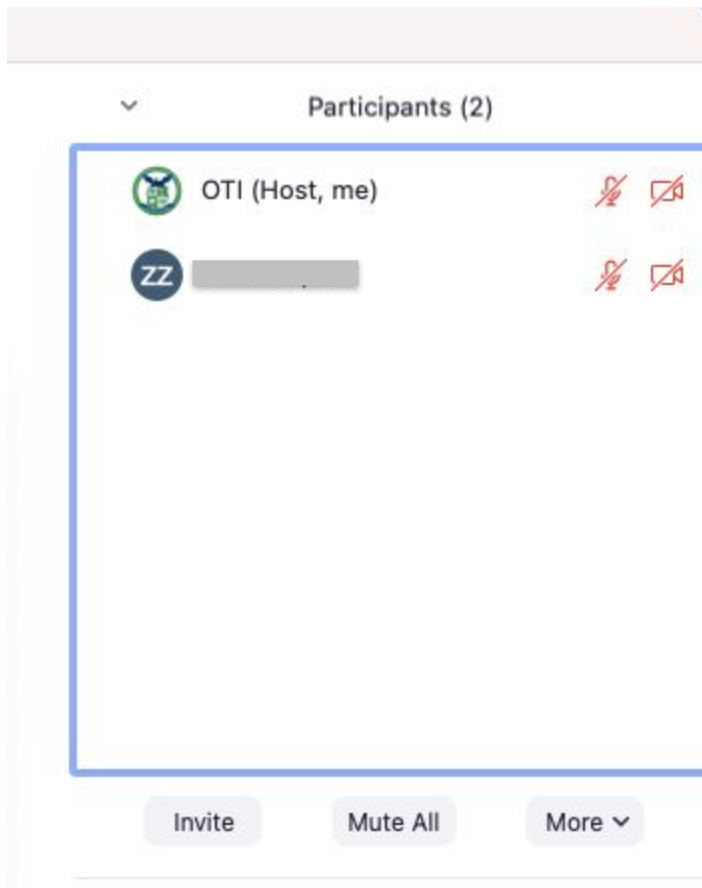 Participants (2)
OTI (Host, me)
ZZ
Invite Mute All More